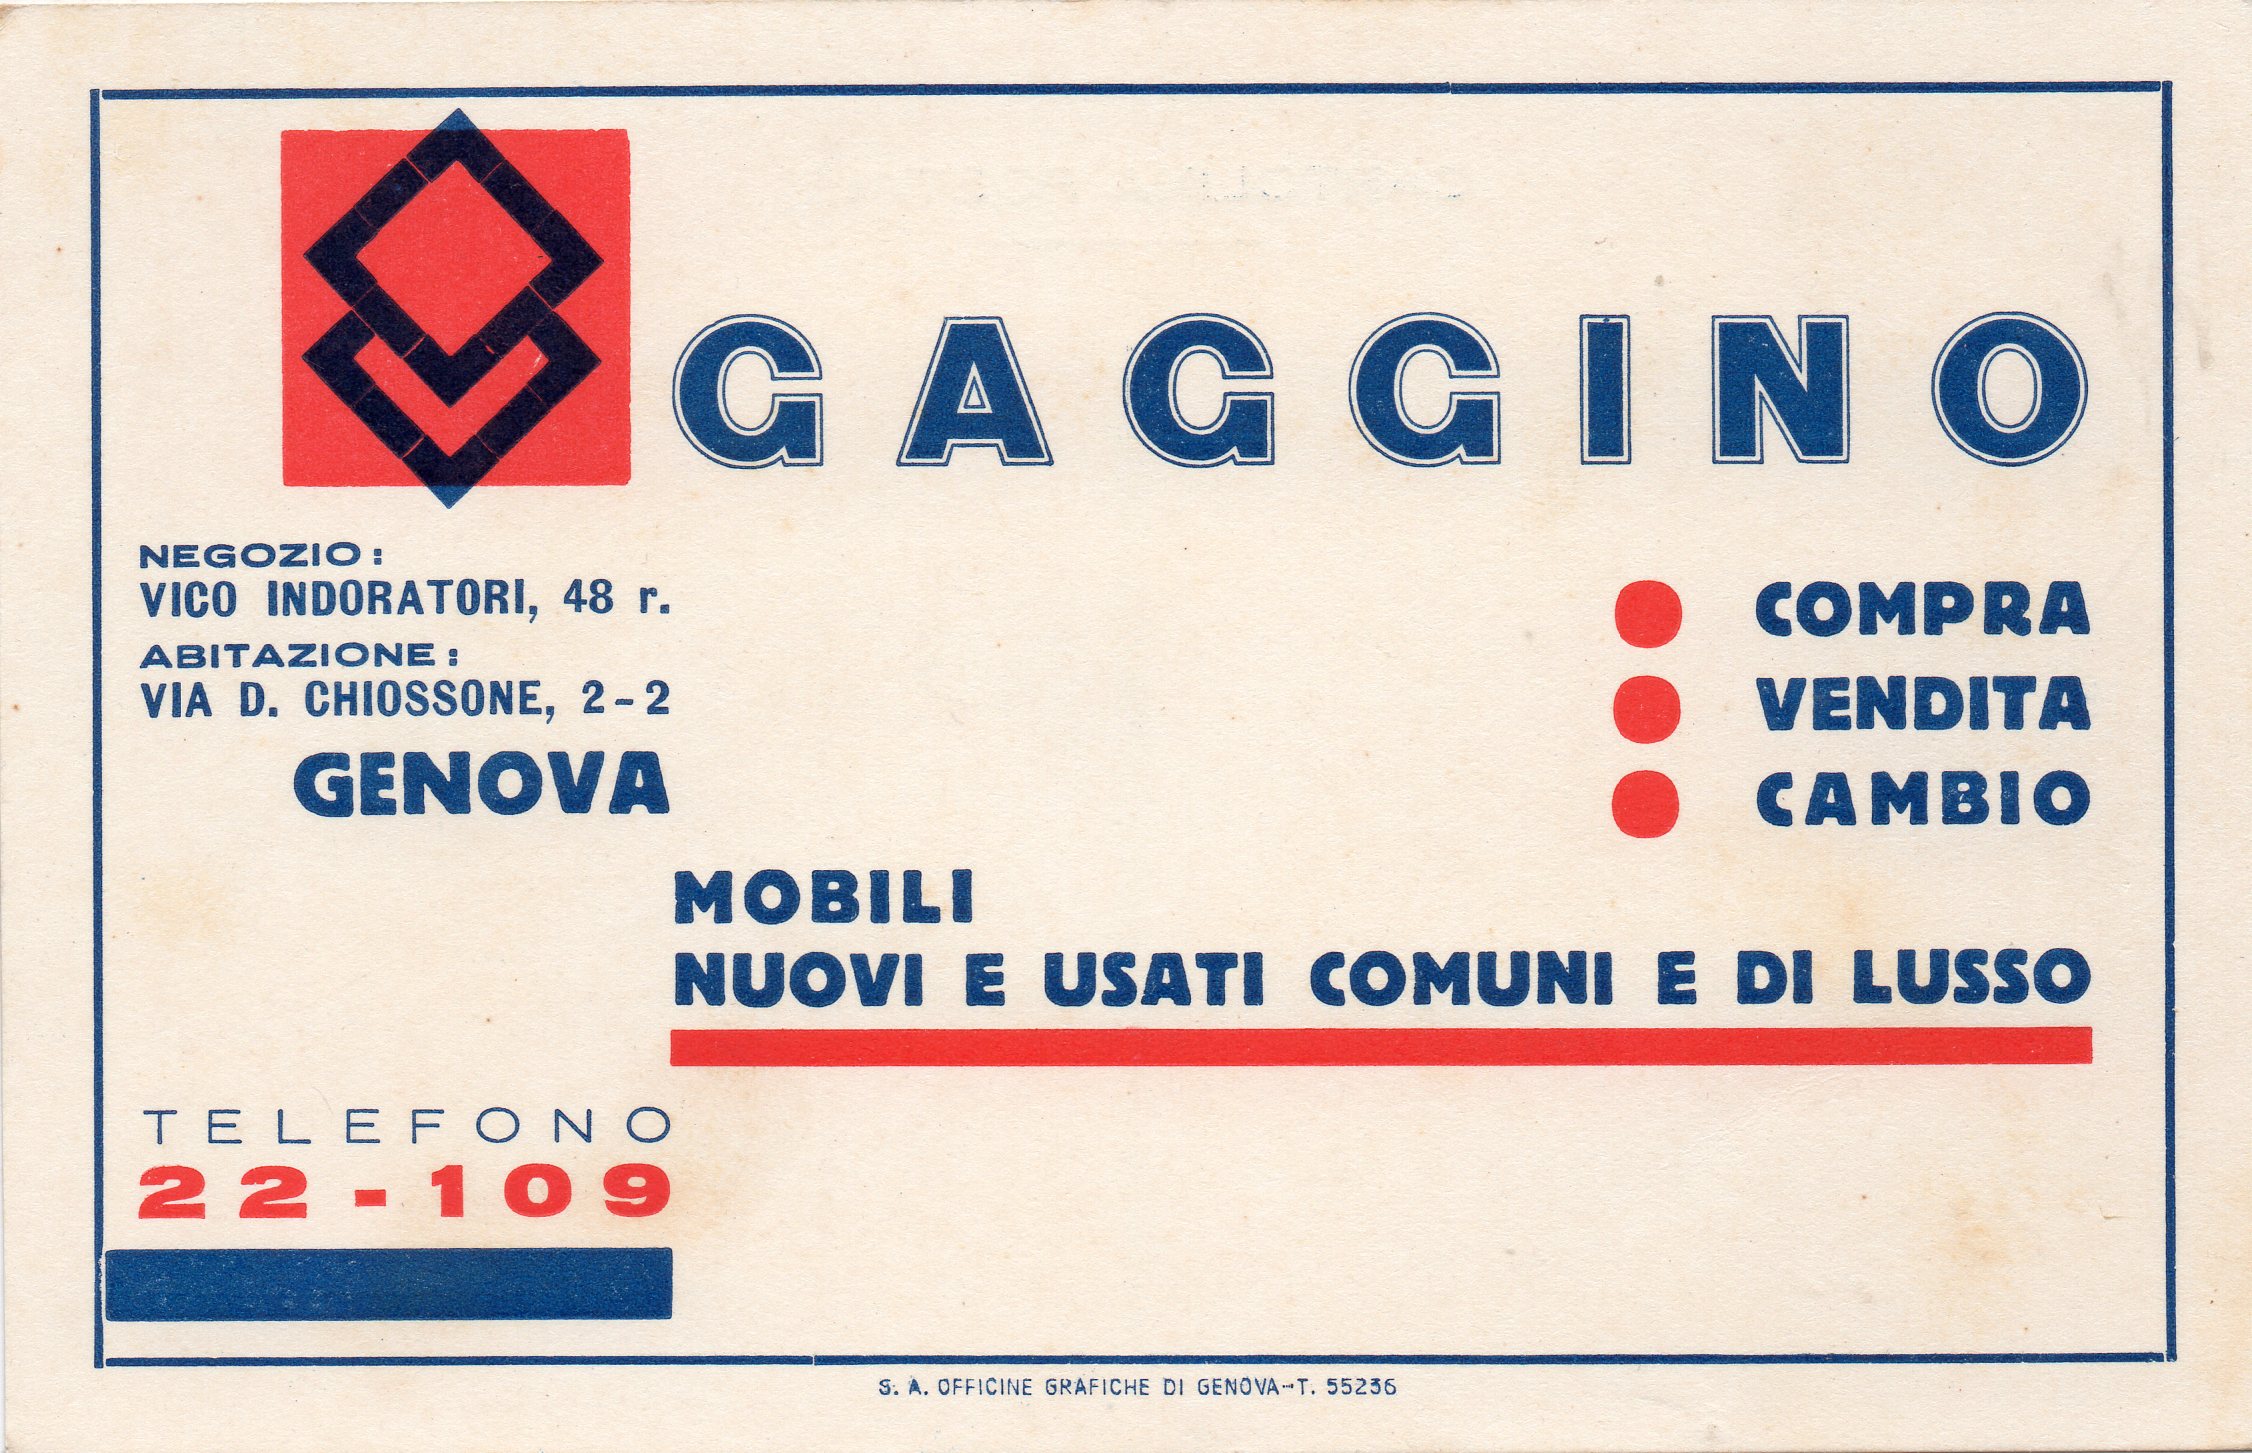 GAGGINO
NEGOZIO:
VICO INDORATORI, 48 r.
ABITAZIONE:
VIA D. CHIOSSONE, 2-2
GENOVA
COMPRA
VENDITA
CAMBIO
MOBILI
NUOVI E USATI COMUNI E DI LUSSO
TELEFONO
22-109
S. A. OFFICINE GRAFICHE DI GENOVA-T. 55236